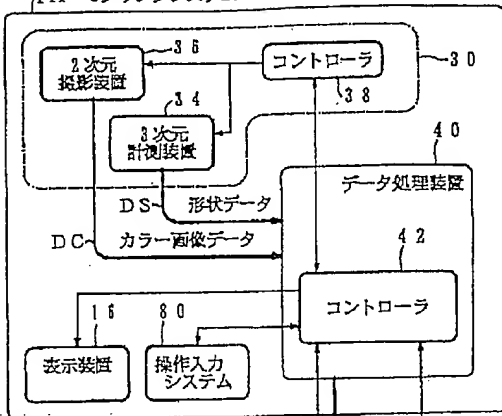 36
2次元
撮影装置
コントローラ
38
30
34
3次元
計測装置
40
データ処理装置
DS
形状データ
DC
カラー画像データ
42
コントローラ
16
表示装置
80
操作入力
システム